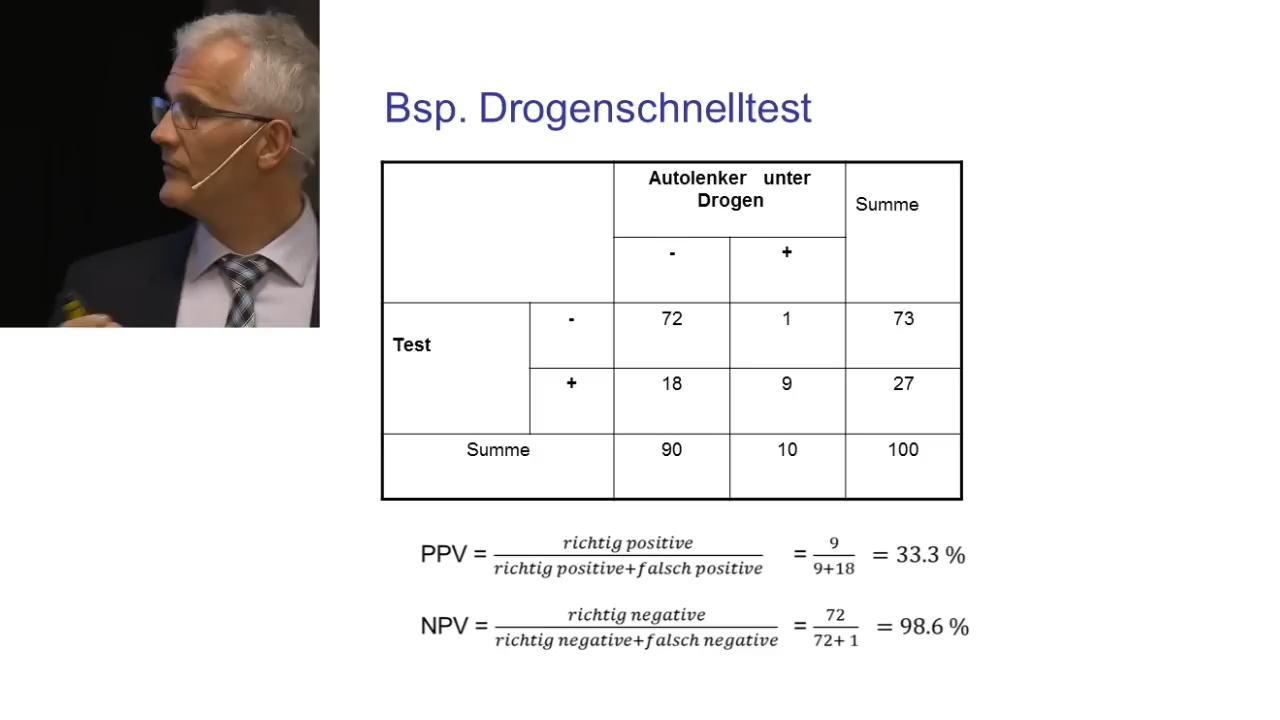 Bsp. Drogenschnelltest
Autolenker unter
Drogen
Summe
- +
Test - 72 1 73
+ 18 9 27
Summe 90 10 100
PPV = richtig positive / richtig positive+falsch positive = 9 / 9+18 = 33.3 %
NPV = richtig negative / richtig negative+falsch negative = 72 / 72+ 1 = 98.6 %